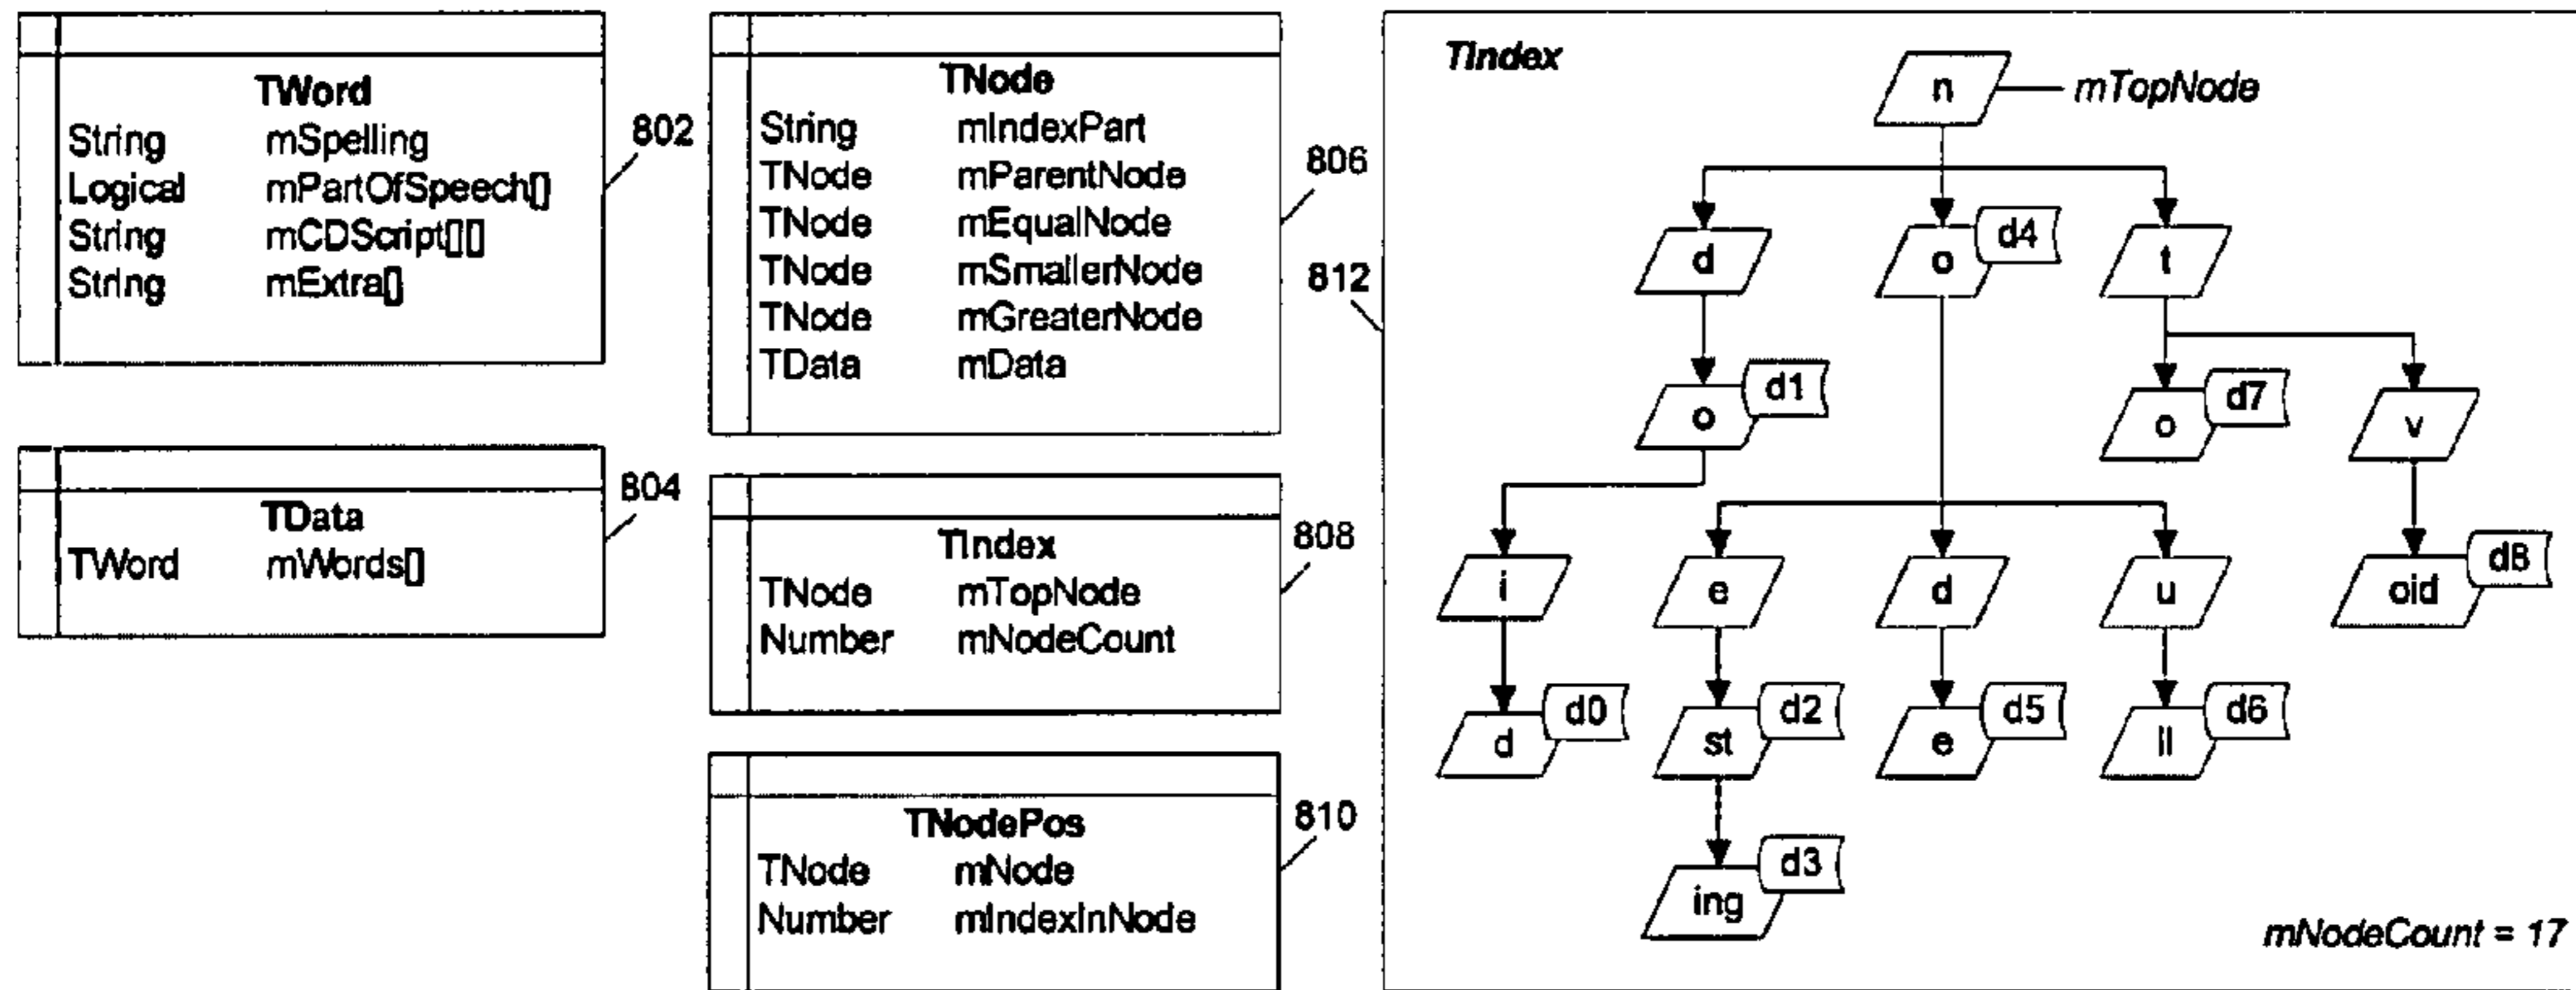 TWord
String mSpelling
Logical mPartOfSpeech[]
String mCDScript[][]
String mExtra[]
802
TData
TWord mWords[]
804
TNode
String mIndexPart
TNode mParentNode
TNode mEqualNode
TNode mSmallerNode
TNode mGreaterNode
TData mData
806
TIndex
TNode mTopNode
Number mNodeCount
808
TNodePos
TNode mNode
Number mIndexInNode
810
812
TIndex
n mTopNode
d o d4 t
o d1 o d7 v
i e d u oid d8
d d0 st d2 e d5 ll d6
ing d3
mNodeCount = 17